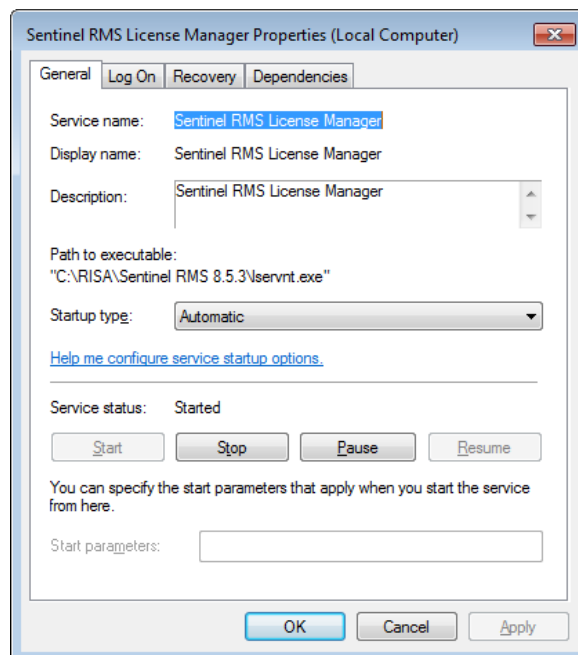 Sentinel RMS License Manager Properties (Local Computer)
General Log On Recovery Dependencies
Service name: Sentinel RMS License Manager
Display name: Sentinel RMS License Manager
Description: Sentinel RMS License Manager
Path to executable:
"C:\RISA\Sentinel RMS 8.5.3\lservnt.exe"
Startup type: Automatic
Help me configure service startup options.
Service status: Started
Start Stop Pause Resume
You can specify the start parameters that apply when you start the service
from here.
Start parameters:
OK Cancel Apply